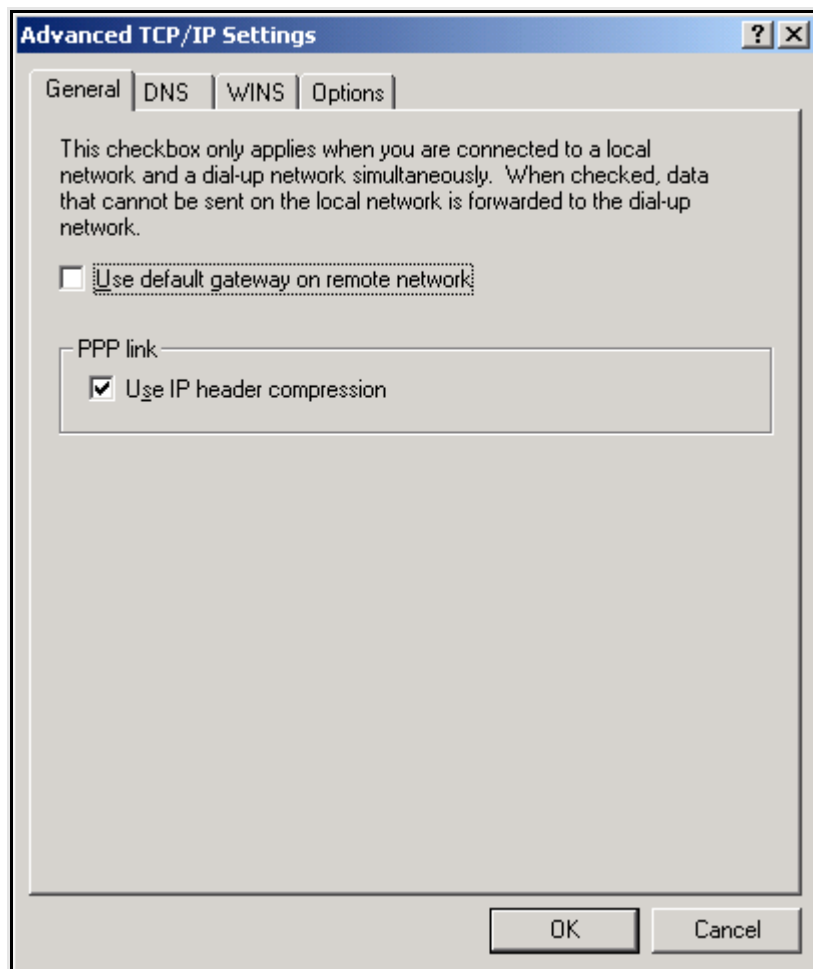 Advanced TCP/IP Settings
General DNS WINS Options
This checkbox only applies when you are connected to a local
network and a dial-up network simultaneously. When checked, data
that cannot be sent on the local network is forwarded to the dial-up
network.
Use default gateway on remote network
PPP link
Use IP header compression
OK Cancel